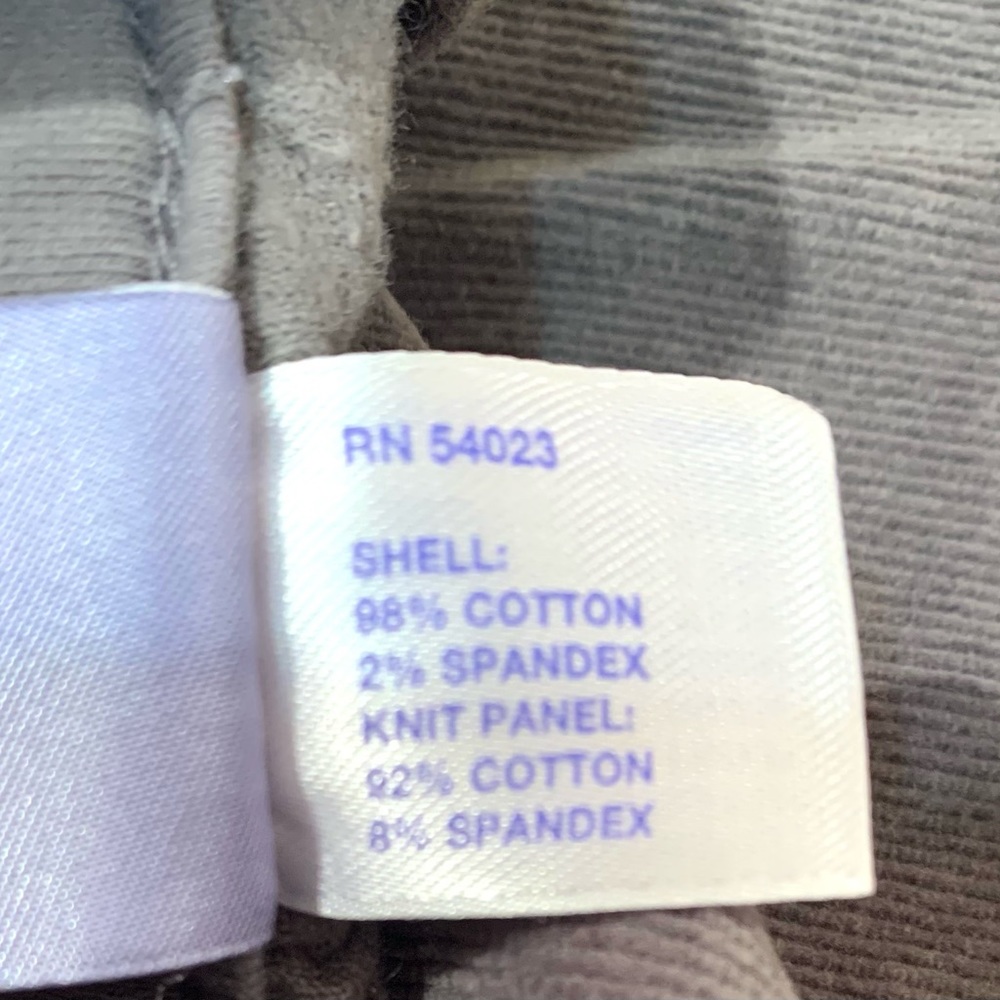 RN 54023
SHELL:
98% COTTON
2% SPANDEX
KNIT PANEL:
92% COTTON
8% SPANDEX